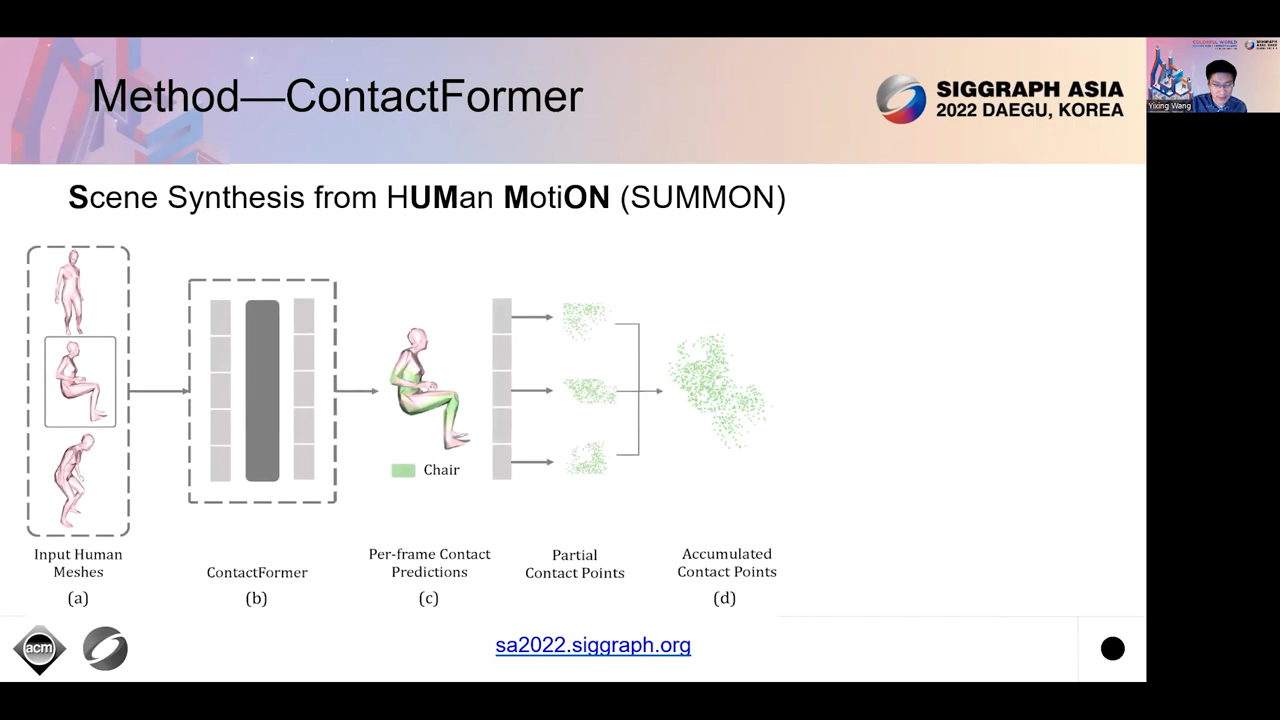 Method—ContactFormer
SIGGRAPH ASIA
2022 DAEGU, KOREA
Yixing Wang
Scene Synthesis from HUMan MotiON (SUMMON)
Chair
Input Human
Meshes
(a)
ContactFormer
(b)
Per-frame Contact
Predictions
(c)
Partial
Contact Points
Accumulated
Contact Points
(d)
acm
sa2022.siggraph.org